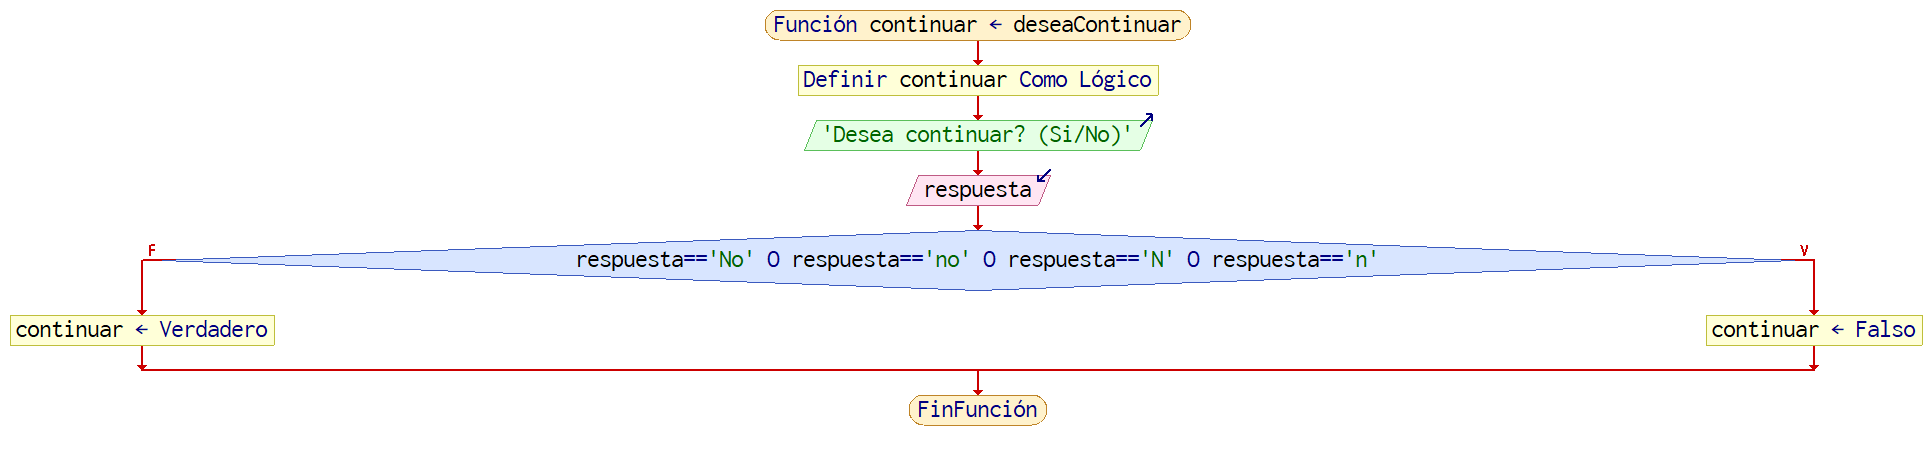 Función continuar ← deseaContinuar
Definir continuar Como Lógico
'Desea continuar? (Si/No)'
respuesta
F
V
respuesta=='No' O respuesta=='no' O respuesta=='N' O respuesta=='n'
continuar ← Verdadero
continuar ← Falso
FinFunción